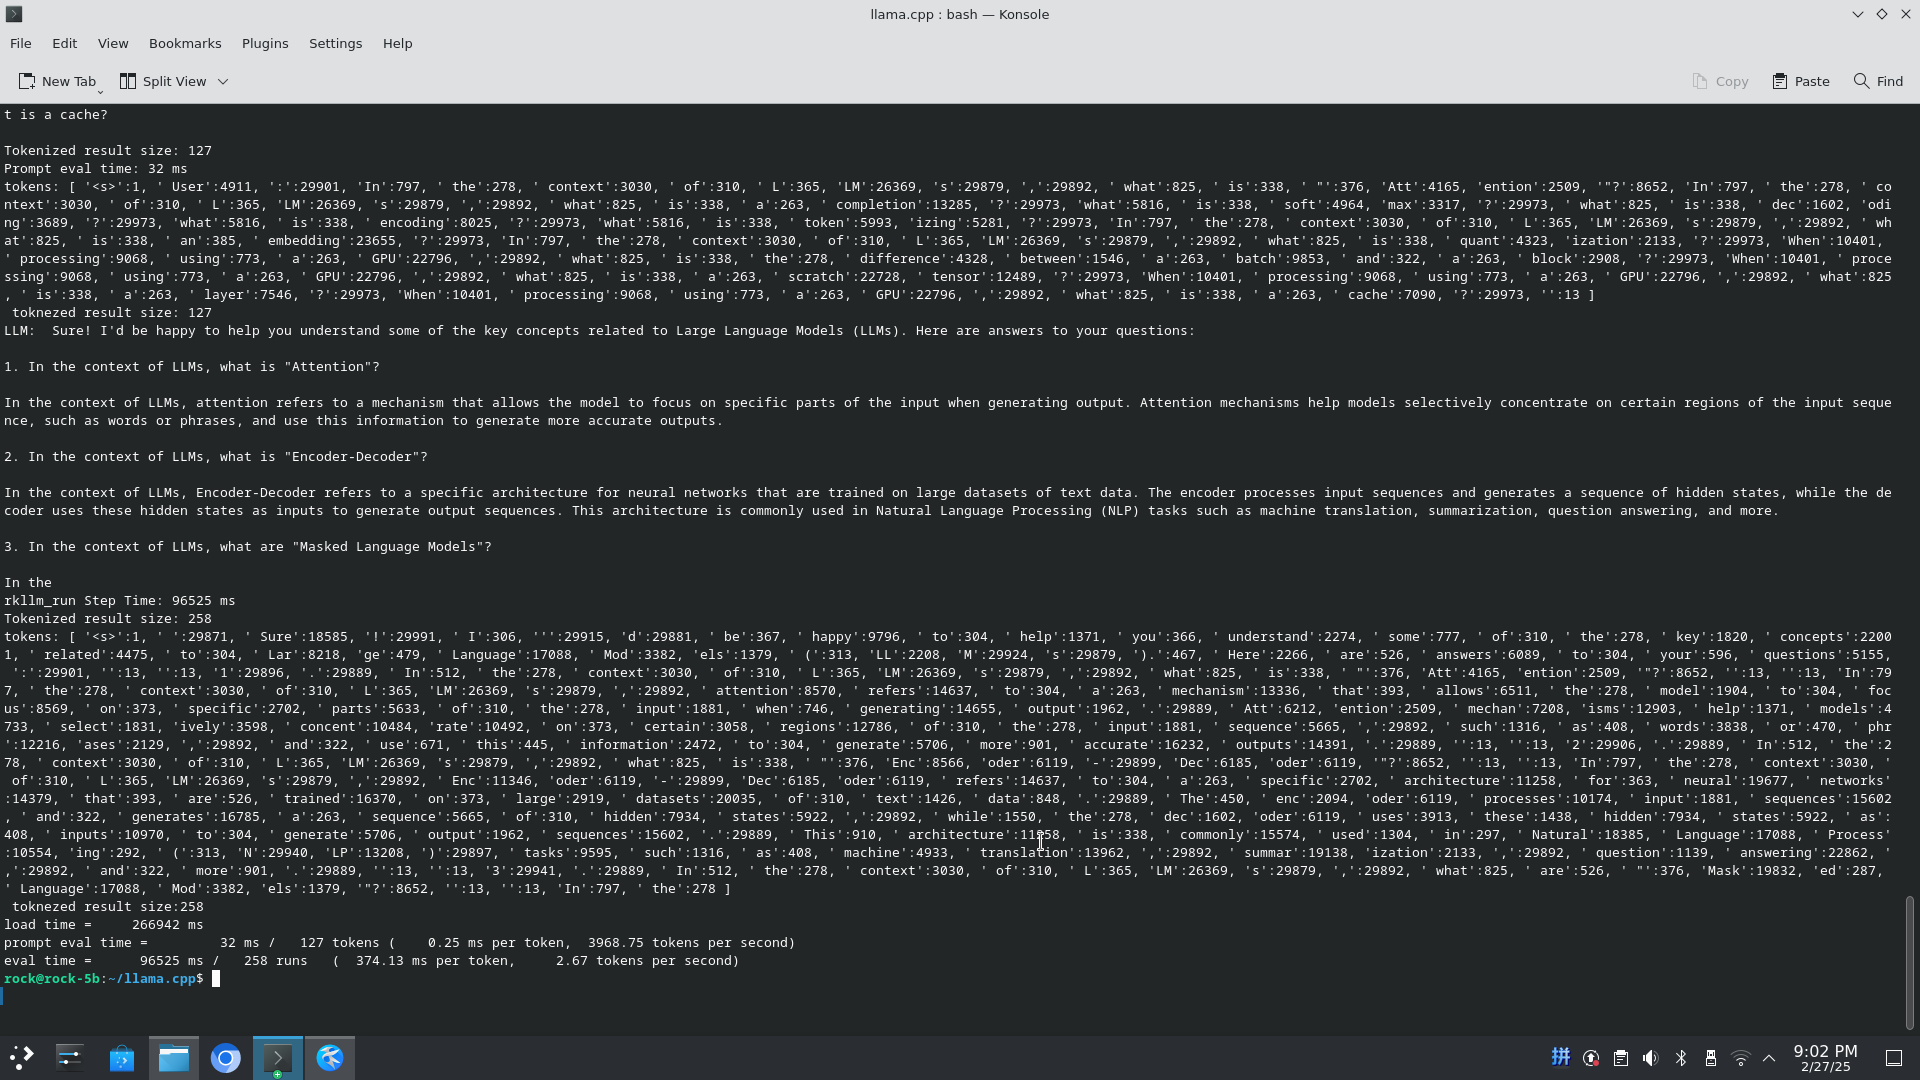 llama.cpp : bash — Konsole
File Edit View Bookmarks Plugins Settings Help
New Tab Split View Copy Paste Find
t is a cache?
Tokenized result size: 127
Prompt eval time: 32 ms
tokens: [ '<s>':1, ' User':4911, ':':29901, 'In':797, ' the':278, ' context':3030, ' of':310, ' L':365, 'LM':26369, 's':29879, ',':29892, ' what':825, ' is':338, ' "':376, 'Att':4165, 'ention':2509, '"?':8652, 'In':797, ' the':278, ' co
ntext':3030, ' of':310, ' L':365, 'LM':26369, 's':29879, ',':29892, ' what':825, ' is':338, ' a':263, ' completion':13285, '?':29973, 'what':5816, ' is':338, ' soft':4964, 'max':3317, '?':29973, ' what':825, ' is':338, ' dec':1602, 'odi
ng':3689, '?':29973, 'what':5816, ' is':338, ' encoding':8025, '?':29973, 'what':5816, ' is':338, ' token':5993, 'izing':5281, '?':29973, 'In':797, ' the':278, ' context':3030, ' of':310, ' L':365, 'LM':26369, 's':29879, ',':29892, ' wh
at':825, ' is':338, ' an':385, ' embedding':23655, '?':29973, 'In':797, ' the':278, ' context':3030, ' of':310, ' L':365, 'LM':26369, 's':29879, ',':29892, ' what':825, ' is':338, ' quant':4323, 'ization':2133, '?':29973, 'When':10401,
' processing':9068, ' using':773, ' a':263, ' GPU':22796, ',':29892, ' what':825, ' is':338, ' the':278, ' difference':4328, ' between':1546, ' a':263, ' batch':9853, ' and':322, ' a':263, ' block':2908, '?':29973, 'When':10401, ' proce
ssing':9068, ' using':773, ' a':263, ' GPU':22796, ',':29892, ' what':825, ' is':338, ' a':263, ' scratch':22728, ' tensor':12489, '?':29973, 'When':10401, ' processing':9068, ' using':773, ' a':263, ' GPU':22796, ',':29892, ' what':825
, ' is':338, ' a':263, ' layer':7546, '?':29973, 'When':10401, ' processing':9068, ' using':773, ' a':263, ' GPU':22796, ',':29892, ' what':825, ' is':338, ' a':263, ' cache':7090, '?':29973, '':13 ]
toknezed result size: 127
LLM:  Sure! I'd be happy to help you understand some of the key concepts related to Large Language Models (LLMs). Here are answers to your questions:
1. In the context of LLMs, what is "Attention"?
In the context of LLMs, attention refers to a mechanism that allows the model to focus on specific parts of the input when generating output. Attention mechanisms help models selectively concentrate on certain regions of the input seque
nce, such as words or phrases, and use this information to generate more accurate outputs.
2. In the context of LLMs, what is "Encoder-Decoder"?
In the context of LLMs, Encoder-Decoder refers to a specific architecture for neural networks that are trained on large datasets of text data. The encoder processes input sequences and generates a sequence of hidden states, while the de
coder uses these hidden states as inputs to generate output sequences. This architecture is commonly used in Natural Language Processing (NLP) tasks such as machine translation, summarization, question answering, and more.
3. In the context of LLMs, what are "Masked Language Models"?
In the
rkllm_run Step Time: 96525 ms
Tokenized result size: 258
tokens: [ '<s>':1, ' ':29871, ' Sure':18585, '!':29991, ' I':306, ''':29915, 'd':29881, ' be':367, ' happy':9796, ' to':304, ' help':1371, ' you':366, ' understand':2274, ' some':777, ' of':310, ' the':278, ' key':1820, ' concepts':2200
1, ' related':4475, ' to':304, ' Lar':8218, 'ge':479, ' Language':17088, ' Mod':3382, 'els':1379, ' (':313, 'LL':2208, 'M':29924, 's':29879, ').':467, ' Here':2266, ' are':526, ' answers':6089, ' to':304, ' your':596, ' questions':5155,
':':29901, '':13, '':13, '1':29896, '.':29889, ' In':512, ' the':278, ' context':3030, ' of':310, ' L':365, 'LM':26369, 's':29879, ',':29892, ' what':825, ' is':338, ' "':376, 'Att':4165, 'ention':2509, '"?':8652, '':13, '':13, 'In':79
7, ' the':278, ' context':3030, ' of':310, ' L':365, 'LM':26369, 's':29879, ',':29892, ' attention':8570, ' refers':14637, ' to':304, ' a':263, ' mechanism':13336, ' that':393, ' allows':6511, ' the':278, ' model':1904, ' to':304, ' foc
us':8569, ' on':373, ' specific':2702, ' parts':5633, ' of':310, ' the':278, ' input':1881, ' when':746, ' generating':14655, ' output':1962, '.':29889, ' Att':6212, 'ention':2509, ' mechan':7208, 'isms':12903, ' help':1371, ' models':4
733, ' select':1831, 'ively':3598, ' concent':10484, 'rate':10492, ' on':373, ' certain':3058, ' regions':12786, ' of':310, ' the':278, ' input':1881, ' sequence':5665, ',':29892, ' such':1316, ' as':408, ' words':3838, ' or':470, ' phr
':12216, 'ases':2129, ',':29892, ' and':322, ' use':671, ' this':445, ' information':2472, ' to':304, ' generate':5706, ' more':901, ' accurate':16232, ' outputs':14391, '.':29889, '':13, '':13, '2':29906, '.':29889, ' In':512, ' the':2
78, ' context':3030, ' of':310, ' L':365, 'LM':26369, 's':29879, ',':29892, ' what':825, ' is':338, ' "':376, 'Enc':8566, 'oder':6119, '-':29899, 'Dec':6185, 'oder':6119, '"?':8652, '':13, '':13, 'In':797, ' the':278, ' context':3030, '
of':310, ' L':365, 'LM':26369, 's':29879, ',':29892, ' Enc':11346, 'oder':6119, '-':29899, 'Dec':6185, 'oder':6119, ' refers':14637, ' to':304, ' a':263, ' specific':2702, ' architecture':11258, ' for':363, ' neural':19677, ' networks'
:14379, ' that':393, ' are':526, ' trained':16370, ' on':373, ' large':2919, ' datasets':20035, ' of':310, ' text':1426, ' data':848, '.':29889, ' The':450, ' enc':2094, 'oder':6119, ' processes':10174, ' input':1881, ' sequences':15602
, ' and':322, ' generates':16785, ' a':263, ' sequence':5665, ' of':310, ' hidden':7934, ' states':5922, ',':29892, ' while':1550, ' the':278, ' dec':1602, 'oder':6119, ' uses':3913, ' these':1438, ' hidden':7934, ' states':5922, ' as':
408, ' inputs':10970, ' to':304, ' generate':5706, ' output':1962, ' sequences':15602, '.':29889, ' This':910, ' architecture':11258, ' is':338, ' commonly':15574, ' used':1304, ' in':297, ' Natural':18385, ' Language':17088, ' Process'
:10554, 'ing':292, ' (':313, 'N':29940, 'LP':13208, ')':29897, ' tasks':9595, ' such':1316, ' as':408, ' machine':4933, ' translation':13962, ',':29892, ' summar':19138, 'ization':2133, ',':29892, ' question':1139, ' answering':22862, '
,':29892, ' and':322, ' more':901, '.':29889, '':13, '':13, '3':29941, '.':29889, ' In':512, ' the':278, ' context':3030, ' of':310, ' L':365, 'LM':26369, 's':29879, ',':29892, ' what':825, ' are':526, ' "':376, 'Mask':19832, 'ed':287,
' Language':17088, ' Mod':3382, 'els':1379, '"?':8652, '':13, '':13, 'In':797, ' the':278 ]
toknezed result size:258
load time =     266942 ms
prompt eval time =         32 ms /   127 tokens (    0.25 ms per token,  3968.75 tokens per second)
eval time =      96525 ms /   258 runs   (  374.13 ms per token,     2.67 tokens per second)
rock@rock-5b:~/llama.cpp$
拼 9:02 PM
2/27/25